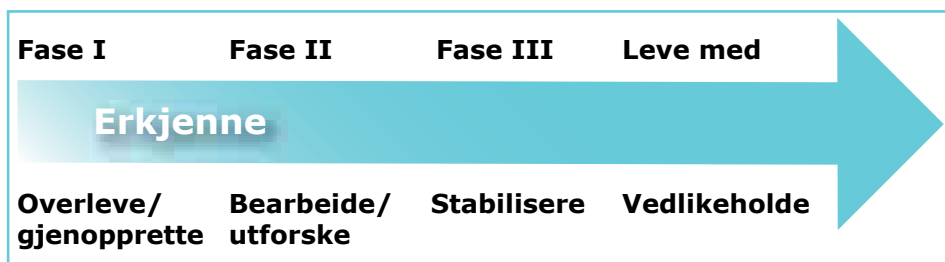 Fase I Fase II Fase III Leve med
Erkjenne
Overleve/ Bearbeide/ Stabilisere Vedlikeholde
gjenopprette utforske